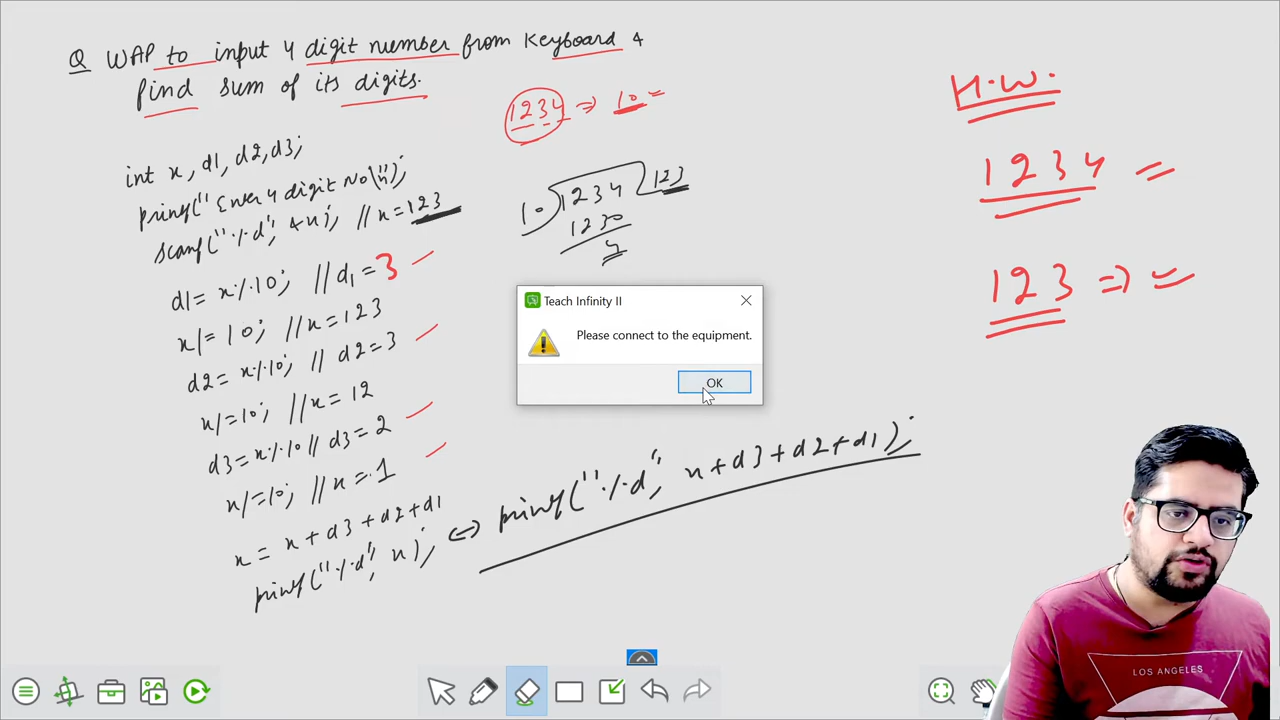 Q WAP to input 4 digit number from Keyboard &
find sum of its digits.
1234 => 10 =
int x, d1, d2, d3;
printf("Enter 4 digit No\n");
scanf("%d", &x); // x=123
d1= x%10; // d1=3
x/=10; // x=123
d2= x%10; // d2=3
x/=10; // x=12
d3=x%10 // d3=2
x/=10; // x=1
x= x+d3+d2+d1
printf("%d", x); <=> printf("%d", x+d3+d2+d1);
10 1234 123
1230
4
H.W.
1234 =
123 =>
Teach Infinity II
Please connect to the equipment.
OK
LOS ANGELES